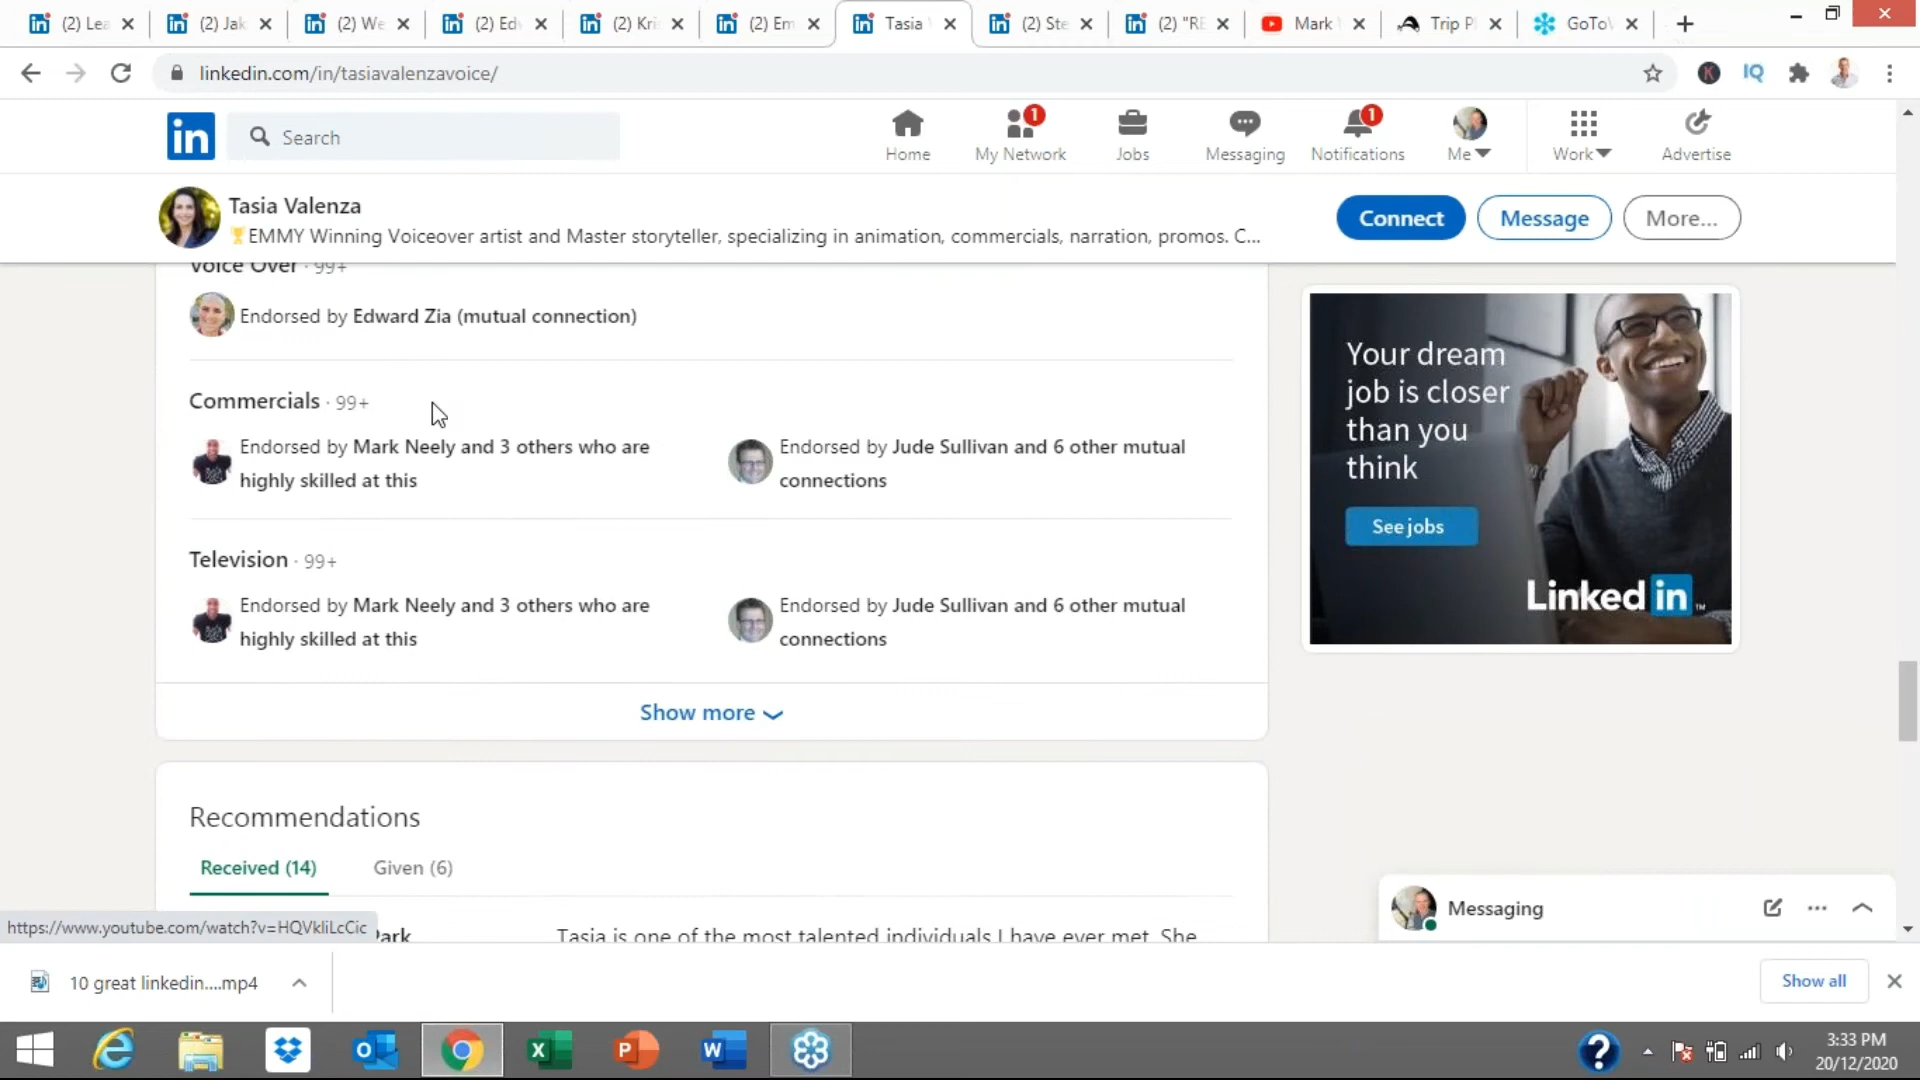 (2) Lea
(2) Jak
(2) We
(2) Edv
(2) Kri
(2) Em
Tasia
(2) Ste
(2) "RE
Mark
Trip P
GoTo
linkedin.com/in/tasiavalenzavoice/
K
IQ
in
Search
Home
1
My Network
Jobs
Messaging
1
Notifications
Me
Work
Advertise
Tasia Valenza
🏆EMMY Winning Voiceover artist and Master storyteller, specializing in animation, commercials, narration, promos. C...
Connect
Message
More...
Voice Over · 99+
Endorsed by Edward Zia (mutual connection)
Commercials · 99+
Endorsed by Mark Neely and 3 others who are
highly skilled at this
Endorsed by Jude Sullivan and 6 other mutual
connections
Television · 99+
Endorsed by Mark Neely and 3 others who are
highly skilled at this
Endorsed by Jude Sullivan and 6 other mutual
connections
Show more
Your dream
job is closer
than you
think
See jobs
Linked in
Recommendations
Received (14)
Given (6)
Park
Tasia is one of the most talented individuals I have ever met. She
Messaging
https://www.youtube.com/watch?v=HQVkliLcCic
10 great linkedin....mp4
Show all
3:33 PM
20/12/2020